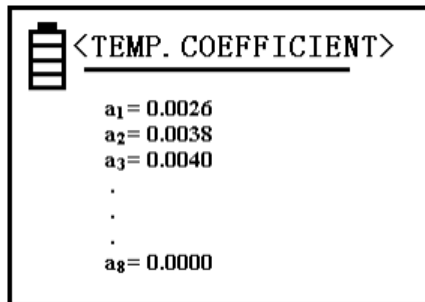 <TEMP. COEFFICIENT>
a₁= 0.0026
a₂= 0.0038
a₃= 0.0040
.
.
.
a₈= 0.0000